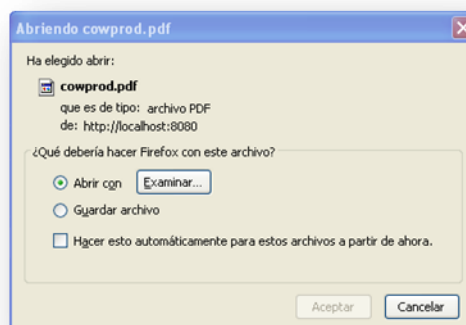 Abriendo cowprod.pdf
Ha elegido abrir:
cowprod.pdf
que es de tipo: archivo PDF
de: http://localhost:8080
¿Qué debería hacer Firefox con este archivo?
Abrir con Examinar...
Guardar archivo
Hacer esto automáticamente para estos archivos a partir de ahora.
Aceptar Cancelar